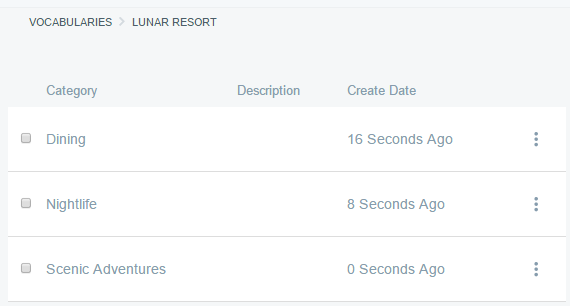 VOCABULARIES > LUNAR RESORT
Category Description Create Date
Dining 16 Seconds Ago
Nightlife 8 Seconds Ago
Scenic Adventures 0 Seconds Ago